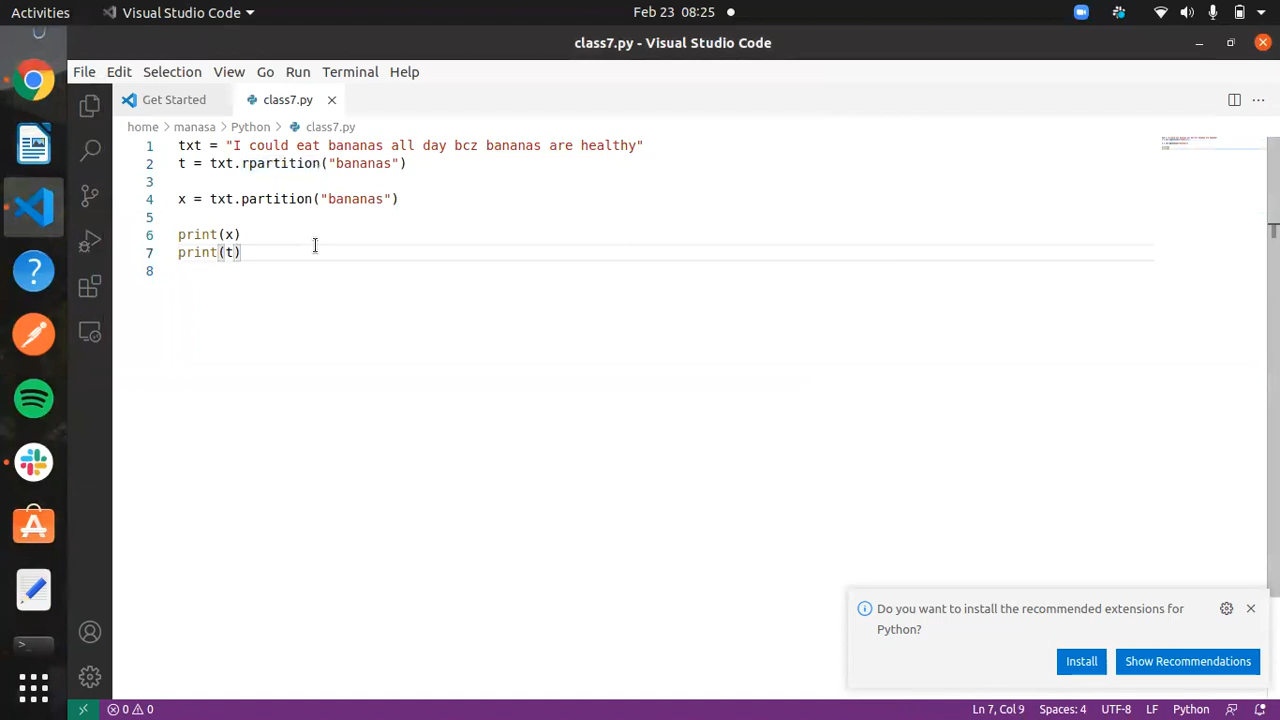 Activities Visual Studio Code Feb 23 08:25
class7.py - Visual Studio Code
File Edit Selection View Go Run Terminal Help
Get Started class7.py
home > manasa > Python > class7.py
1 txt = "I could eat bananas all day bcz bananas are healthy"
2 t = txt.rpartition("bananas")
3
4 x = txt.partition("bananas")
5
6 print(x)
7 print(t)
8
Do you want to install the recommended extensions for
Python?
Install Show Recommendations
0 0 Ln 7, Col 9 Spaces: 4 UTF-8 LF Python